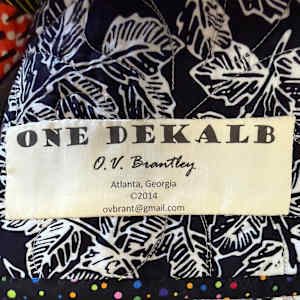 ONE DEKALB
O.V. Brantley
Atlanta, Georgia
©2014
ovbrant@gmail.com